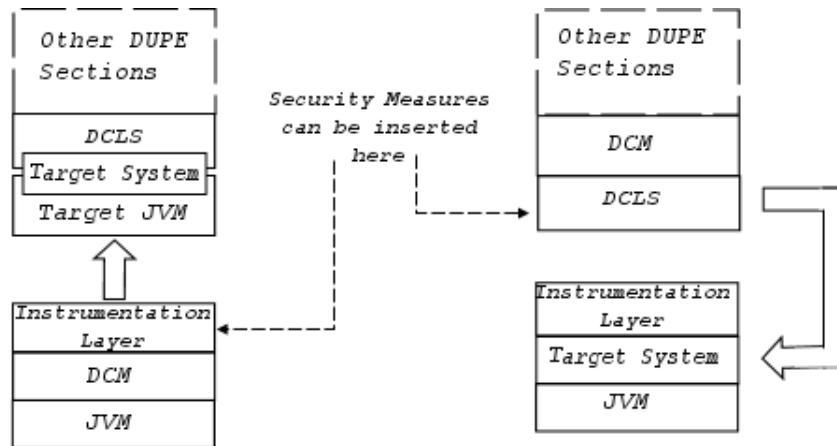 Other DUPE
Sections
DCLS
Target System
Target JVM
Instrumentation
Layer
DCM
JVM
Security Measures
can be inserted
here
Other DUPE
Sections
DCM
DCLS
Instrumentation
Layer
Target System
JVM